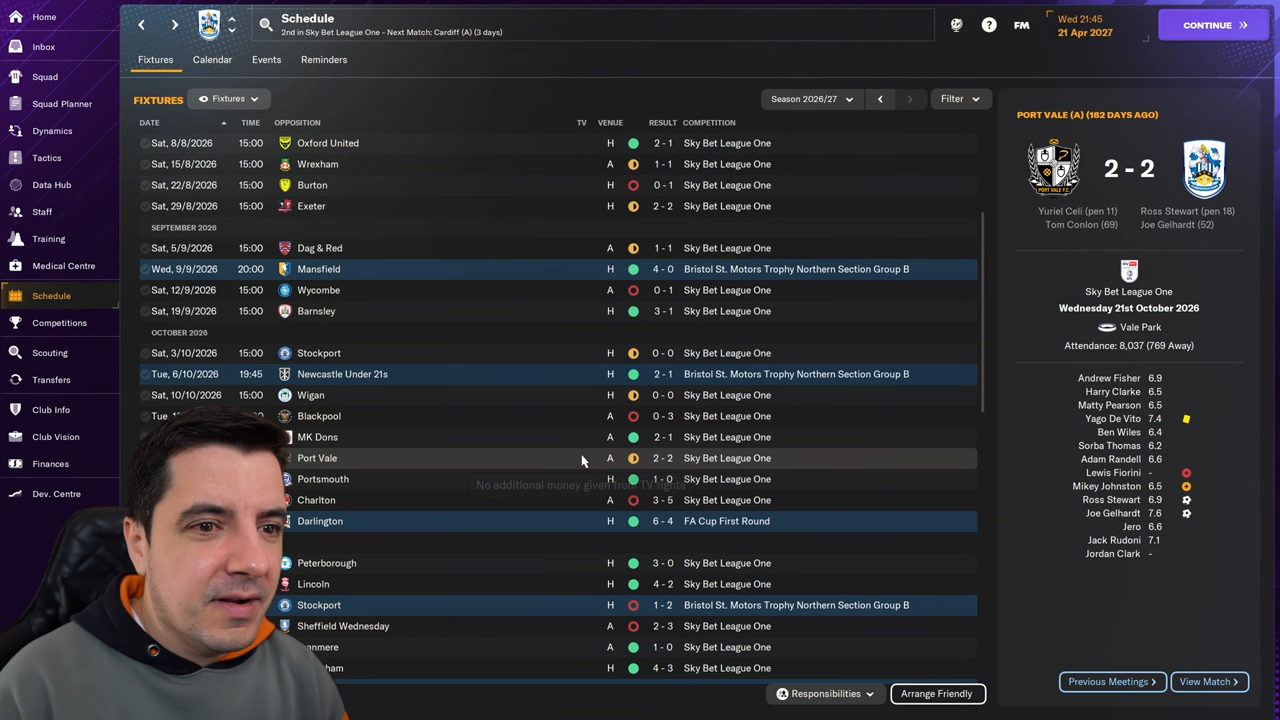 Home
Inbox
Squad
Squad Planner
Dynamics
Tactics
Data Hub
Staff
Training
Medical Centre
Schedule
Competitions
Scouting
Transfers
Club Info
Club Vision
Finances
Dev. Centre
Schedule
2nd in Sky Bet League One - Next Match: Cardiff (A) (3 days)
FM
Wed 21:45
21 Apr 2027
CONTINUE
Fixtures Calendar Events Reminders
FIXTURES Fixtures Season 2026/27 Filter
DATE TIME OPPOSITION TV VENUE RESULT COMPETITION
Sat, 8/8/2026 15:00 Oxford United H 2 - 1 Sky Bet League One
Sat, 15/8/2026 15:00 Wrexham A 1 - 1 Sky Bet League One
Sat, 22/8/2026 15:00 Burton H 0 - 1 Sky Bet League One
Sat, 29/8/2026 15:00 Exeter H 2 - 2 Sky Bet League One
SEPTEMBER 2026
Sat, 5/9/2026 15:00 Dag & Red A 1 - 1 Sky Bet League One
Wed, 9/9/2026 20:00 Mansfield H 4 - 0 Bristol St. Motors Trophy Northern Section Group B
Sat, 12/9/2026 15:00 Wycombe A 0 - 1 Sky Bet League One
Sat, 19/9/2026 15:00 Barnsley H 3 - 1 Sky Bet League One
OCTOBER 2026
Sat, 3/10/2026 15:00 Stockport H 0 - 0 Sky Bet League One
Tue, 6/10/2026 19:45 Newcastle Under 21s H 2 - 1 Bristol St. Motors Trophy Northern Section Group B
Sat, 10/10/2026 15:00 Wigan H 0 - 0 Sky Bet League One
Tue, Blackpool A 0 - 3 Sky Bet League One
MK Dons A 2 - 1 Sky Bet League One
Port Vale A 2 - 2 Sky Bet League One
Portsmouth H 1 - 0 Sky Bet League One
No additional money given from TV rights
Charlton A 3 - 5 Sky Bet League One
Darlington H 6 - 4 FA Cup First Round
Peterborough H 3 - 0 Sky Bet League One
Lincoln H 4 - 2 Sky Bet League One
Stockport H 1 - 2 Bristol St. Motors Trophy Northern Section Group B
Sheffield Wednesday A 2 - 3 Sky Bet League One
nmere A 1 - 0 Sky Bet League One
ham H 4 - 3 Sky Bet League One
Responsibilities Arrange Friendly
PORT VALE (A) (182 DAYS AGO)
PORT VALE F.C.
2 - 2
Yuriel Celi (pen 11) Ross Stewart (pen 18)
Tom Conlon (69) Joe Gelhardt (52)
Sky Bet League One
Wednesday 21st October 2026
Vale Park
Attendance: 8,037 (769 Away)
Andrew Fisher 6.9
Harry Clarke 6.5
Matty Pearson 6.5
Yago De Vito 7.4
Ben Wiles 6.4
Sorba Thomas 6.2
Adam Randell 6.6
Lewis Fiorini -
Mikey Johnston 6.5
Ross Stewart 6.9
Joe Gelhardt 7.6
Jero 6.6
Jack Rudoni 7.1
Jordan Clark -
Previous Meetings View Match